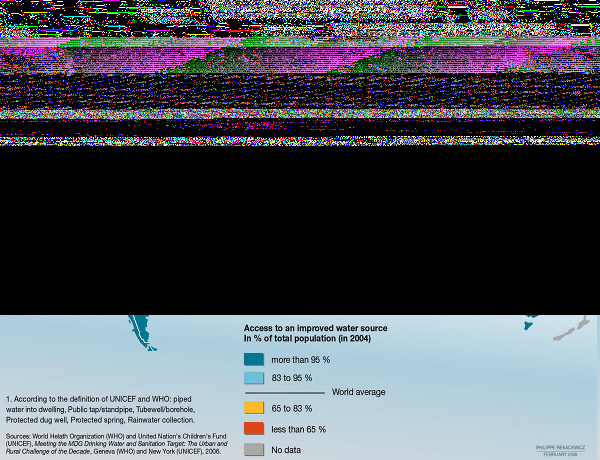 Access to an improved water source
In % of total population (in 2004)
more than 95 %
83 to 95 %
World average
65 to 83 %
less than 65 %
No data
1. According to the definition of UNICEF and WHO: piped
water into dwelling, Public tap/standpipe, Tubewell/borehole,
Protected dug well, Protected spring, Rainwater collection.
Sources: World Helath Organization (WHO) and United Nation's Children's Fund
(UNICEF), Meeting the MDG Drinking Water and Sanitation Target: The Urban and
Rural Challenge of the Decade, Geneva (WHO) and New York (UNICEF), 2006.
PHILIPPE REKACEWICZ
FEBRUARY 2008